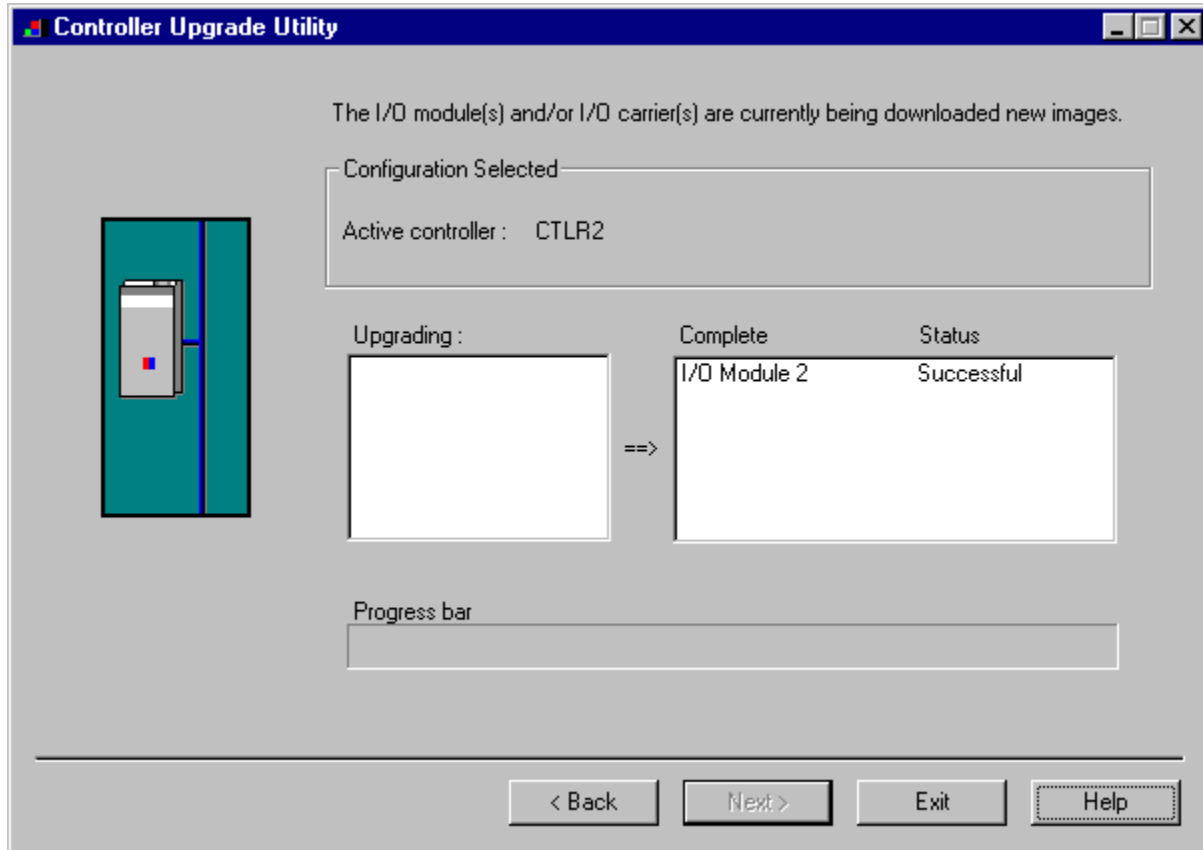 Controller Upgrade Utility
The I/O module(s) and/or I/O carrier(s) are currently being downloaded new images.
Configuration Selected
Active controller : CTLR2
Upgrading :
Complete Status
I/O Module 2 Successful
==>
Progress bar
< Back Next > Exit Help